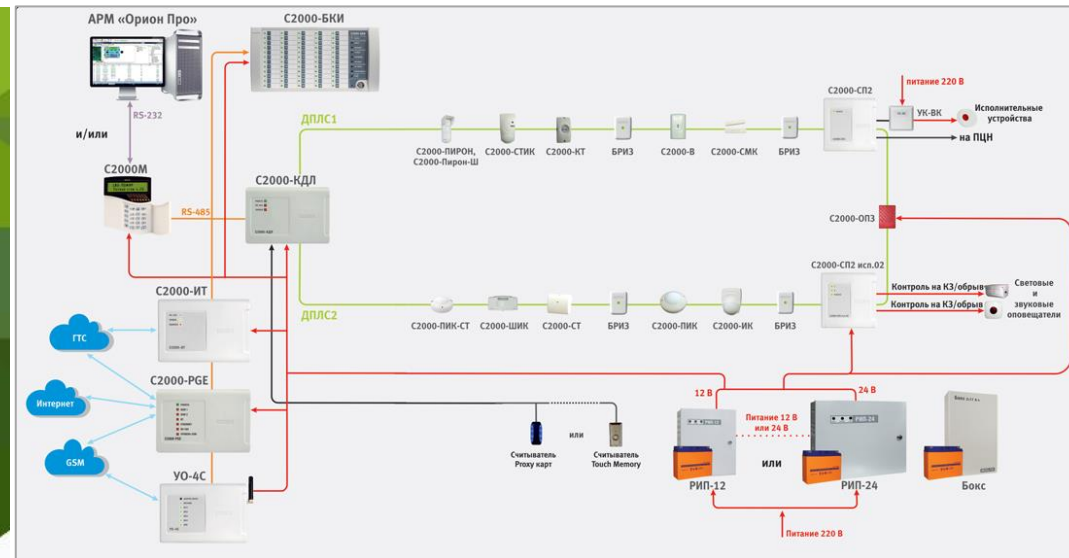 АРМ «Орион Про»
С2000-БКИ
RS-232
и/или
С2000М
RS-485
С2000-КДЛ
ДПЛС1
С2000-ПИРОН,
С2000-Пирон-Ш
С2000-СТИК
С2000-КТ
БРИЗ
С2000-В
С2000-СМК
БРИЗ
С2000-СП2
питание 220 В
УК-ВК
Исполнительные
устройства
на ПЦН
С2000-ОПЗ
С2000-СП2 исп.02
Контроль на КЗ/обрыв
Контроль на КЗ/обрыв
Световые
и
звуковые
оповещатели
ДПЛС2
С2000-ПИК-СТ
С2000-ШИК
С2000-СТ
БРИЗ
С2000-ПИК
С2000-ИК
БРИЗ
С2000-ИТ
ГТС
С2000-PGE
Интернет
GSM
УО-4С
Считыватель
Proxy карт
или
Считыватель
Touch Memory
12 В
24 В
Питание 12 В
или 24 В
или
РИП-12
РИП-24
Бокс
Питание 220 В